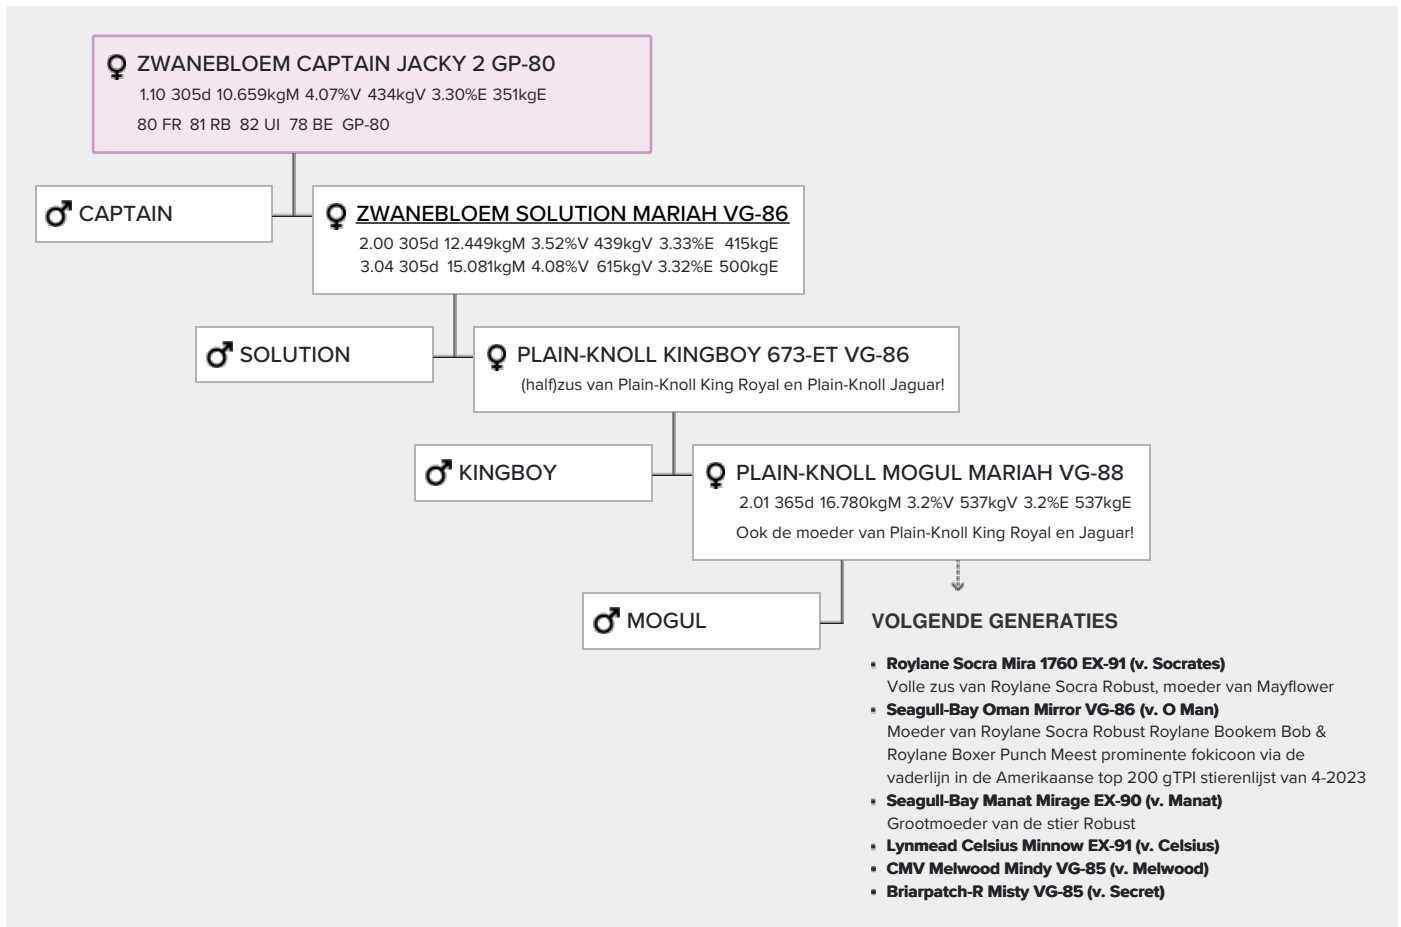 ZWANEBLOEM CAPTAIN JACKY 2 GP-80
1.10 305d 10.659kgM 4.07%V 434kgV 3.30%E 351kgE
80 FR 81 RB 82 UI 78 BE GP-80
CAPTAIN
ZWANEBLOEM SOLUTION MARIAH VG-86
2.00 305d 12.449kgM 3.52%V 439kgV 3.33%E 415kgE
3.04 305d 15.081kgM 4.08%V 615kgV 3.32%E 500kgE
SOLUTION
PLAIN-KNOLL KINGBOY 673-ET VG-86
(half)zus van Plain-Knoll King Royal en Plain-Knoll Jaguar!
KINGBOY
PLAIN-KNOLL MOGUL MARIAH VG-88
2.01 365d 16.780kgM 3.2%V 537kgV 3.2%E 537kgE
Ook de moeder van Plain-Knoll King Royal en Jaguar!
MOGUL
VOLGENDE GENERATIES
▪ Roylane Socra Mira 1760 EX-91 (v. Socrates)
Volle zus van Roylane Socra Robust, moeder van Mayflower
▪ Seagull-Bay Oman Mirror VG-86 (v. O Man)
Moeder van Roylane Socra Robust Roylane Bookem Bob &
Roylane Boxer Punch Meest prominente fokicoon via de
vaderlijn in de Amerikaanse top 200 gTPI stierenlijst van 4-2023
▪ Seagull-Bay Manat Mirage EX-90 (v. Manat)
Grootmoeder van de stier Robust
▪ Lynmead Celsius Minnow EX-91 (v. Celsius)
▪ CMV Melwood Mindy VG-85 (v. Melwood)
▪ Briarpatch-R Misty VG-85 (v. Secret)